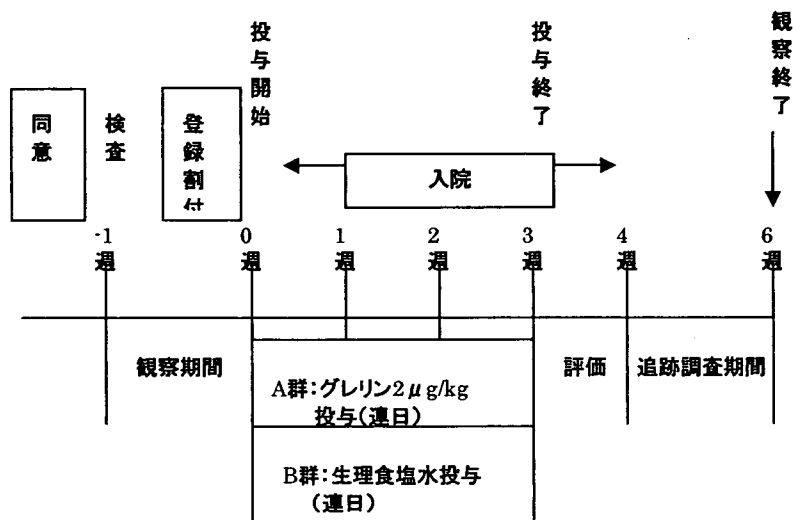 投与開始
投与終了
観察終了
同意
検査
登録割付
入院
-1週
0週
1週
2週
3週
4週
6週
観察期間
評価
追跡調査期間
A群:グレリン2μg/kg
投与(連日)
B群:生理食塩水投与
(連日)